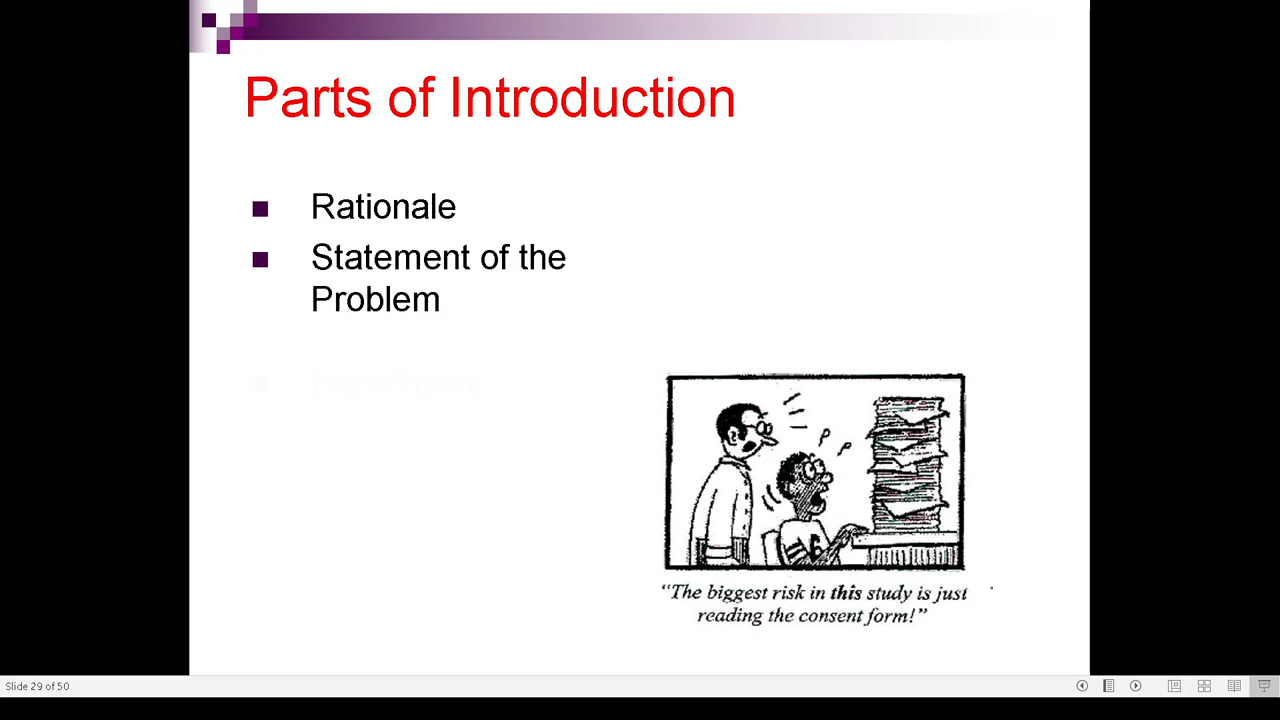 Parts of Introduction
Rationale
Statement of the
Problem
Hypothesis
"The biggest risk in this study is just
reading the consent form!"
Slide 29 of 50